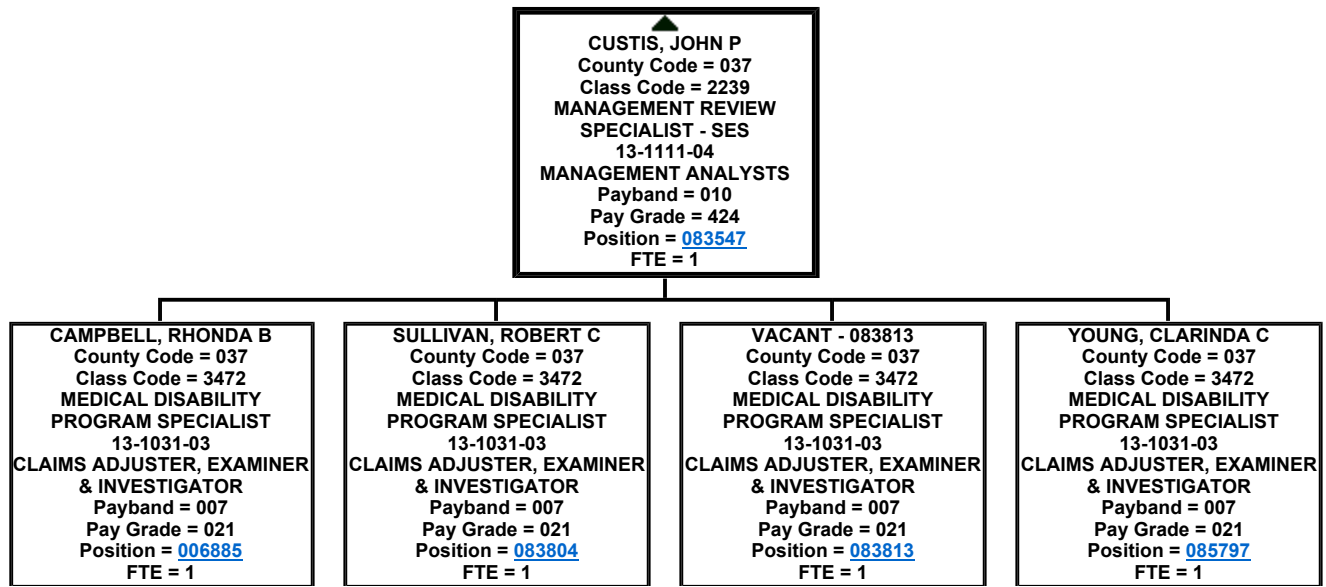 CUSTIS, JOHN P
County Code = 037
Class Code = 2239
MANAGEMENT REVIEW
SPECIALIST - SES
13-1111-04
MANAGEMENT ANALYSTS
Payband = 010
Pay Grade = 424
Position = 083547
FTE = 1
CAMPBELL, RHONDA B
County Code = 037
Class Code = 3472
MEDICAL DISABILITY
PROGRAM SPECIALIST
13-1031-03
CLAIMS ADJUSTER, EXAMINER
& INVESTIGATOR
Payband = 007
Pay Grade = 021
Position = 006885
FTE = 1
SULLIVAN, ROBERT C
County Code = 037
Class Code = 3472
MEDICAL DISABILITY
PROGRAM SPECIALIST
13-1031-03
CLAIMS ADJUSTER, EXAMINER
& INVESTIGATOR
Payband = 007
Pay Grade = 021
Position = 083804
FTE = 1
VACANT - 083813
County Code = 037
Class Code = 3472
MEDICAL DISABILITY
PROGRAM SPECIALIST
13-1031-03
CLAIMS ADJUSTER, EXAMINER
& INVESTIGATOR
Payband = 007
Pay Grade = 021
Position = 083813
FTE = 1
YOUNG, CLARINDA C
County Code = 037
Class Code = 3472
MEDICAL DISABILITY
PROGRAM SPECIALIST
13-1031-03
CLAIMS ADJUSTER, EXAMINER
& INVESTIGATOR
Payband = 007
Pay Grade = 021
Position = 085797
FTE = 1